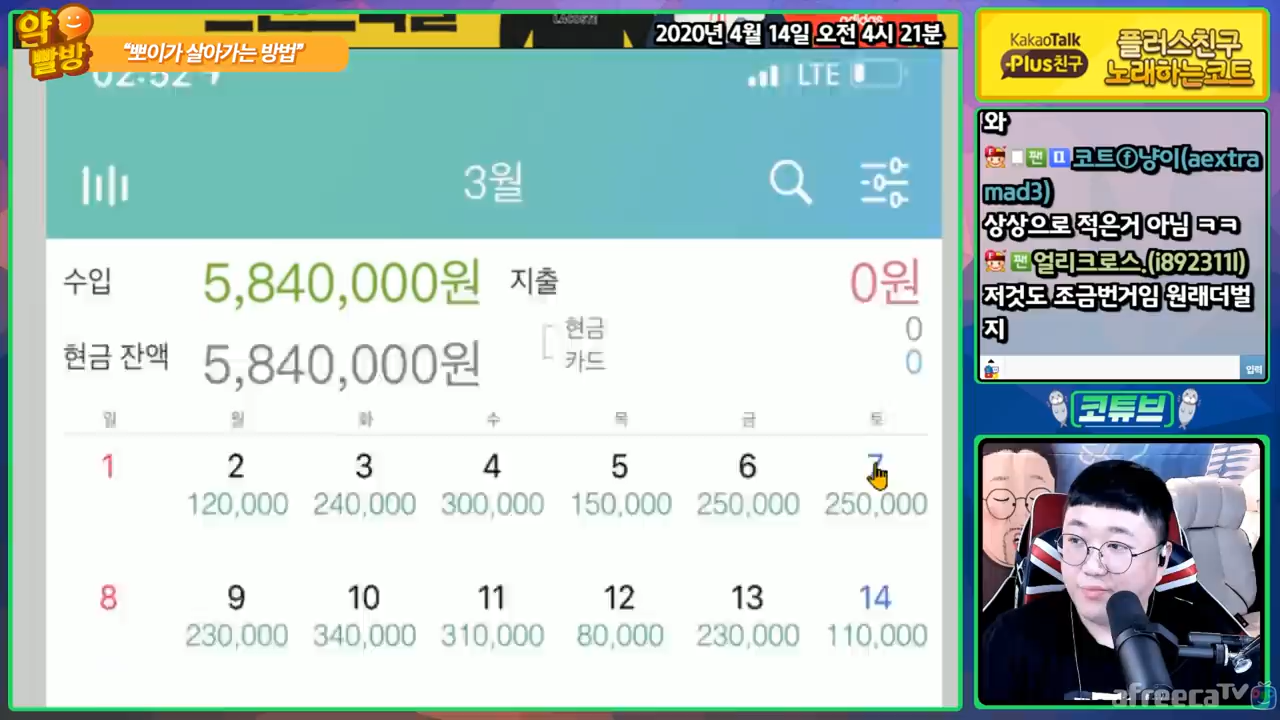 약빨방
“뽀이가 살아가는 방법”
LACOSTE
adidas
2020년 4월 14일 오전 4시 21분
02:52
LTE
3월
수입 5,840,000원 지출 0원
현금 0
현금 잔액 5,840,000원
카드 0
일 월 화 수 목 금 토
1 2 3 4 5 6 7
120,000 240,000 300,000 150,000 250,000 250,000
8 9 10 11 12 13 14
230,000 340,000 310,000 80,000 230,000 110,000
KakaoTalk
Plus친구
플러스친구
노래하는코트
와
팬 코트ⓕ냥이(aextra
mad3)
상상으로 적은거 아님 ㅋㅋ
팬 얼리크로스.(i892311l)
저것도 조금번거임 원래더벌
지
입력
코튜브
afreecaTV